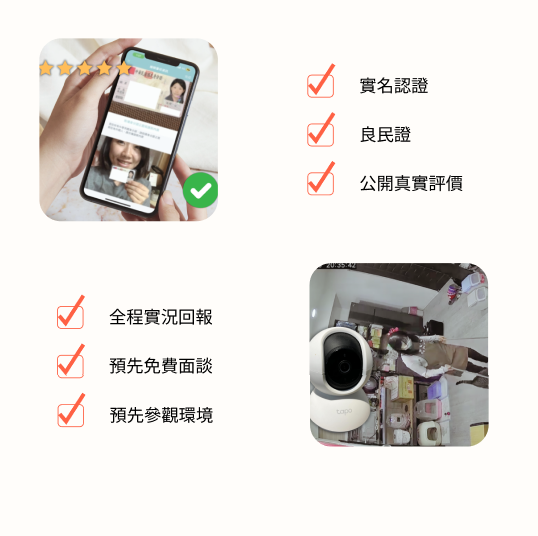 實名認證
良民證
公開真實評價
全程實況回報
預先免費面談
預先參觀環境
20:35:42
tapo